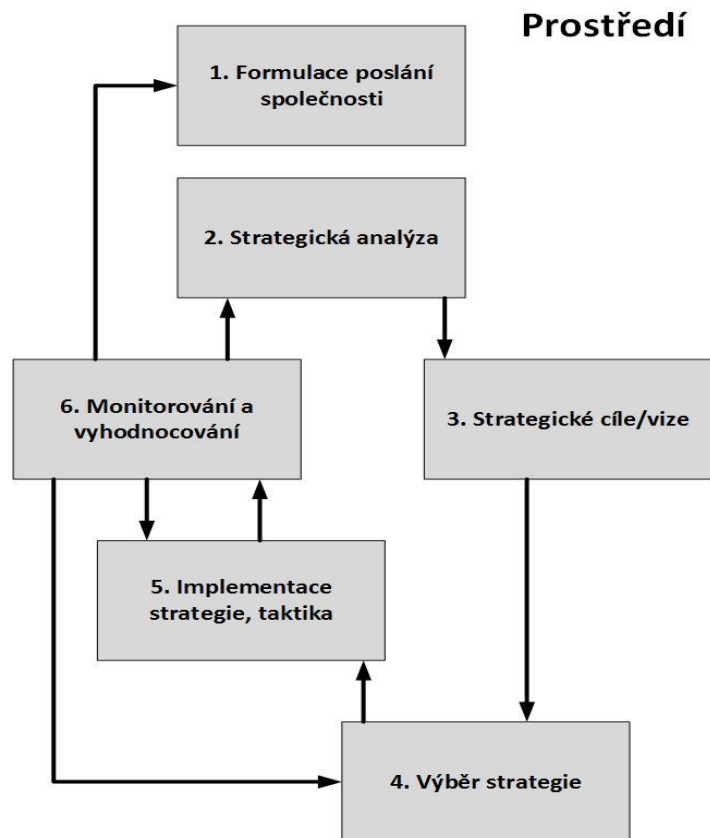 Prostředí
1. Formulace poslání
společnosti
2. Strategická analýza
6. Monitorování a
vyhodnocování
3. Strategické cíle/vize
5. Implementace
strategie, taktika
4. Výběr strategie